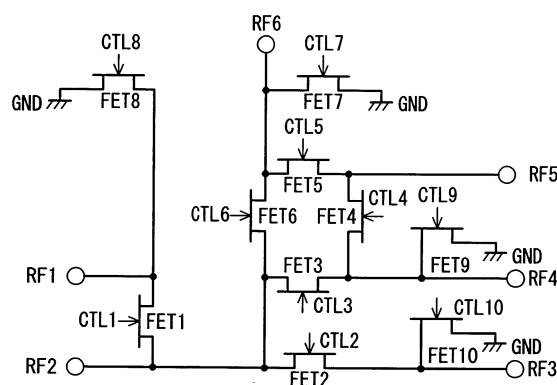 RF6
CTL8
CTL7
GND
FET8
FET7
GND
CTL5
FET5
RF5
CTL6
FET6
FET4
CTL4
CTL9
FET3
GND
FET9
RF4
RF1
CTL1
FET1
CTL3
CTL2
CTL10
GND
RF2
FET2
FET10
RF3